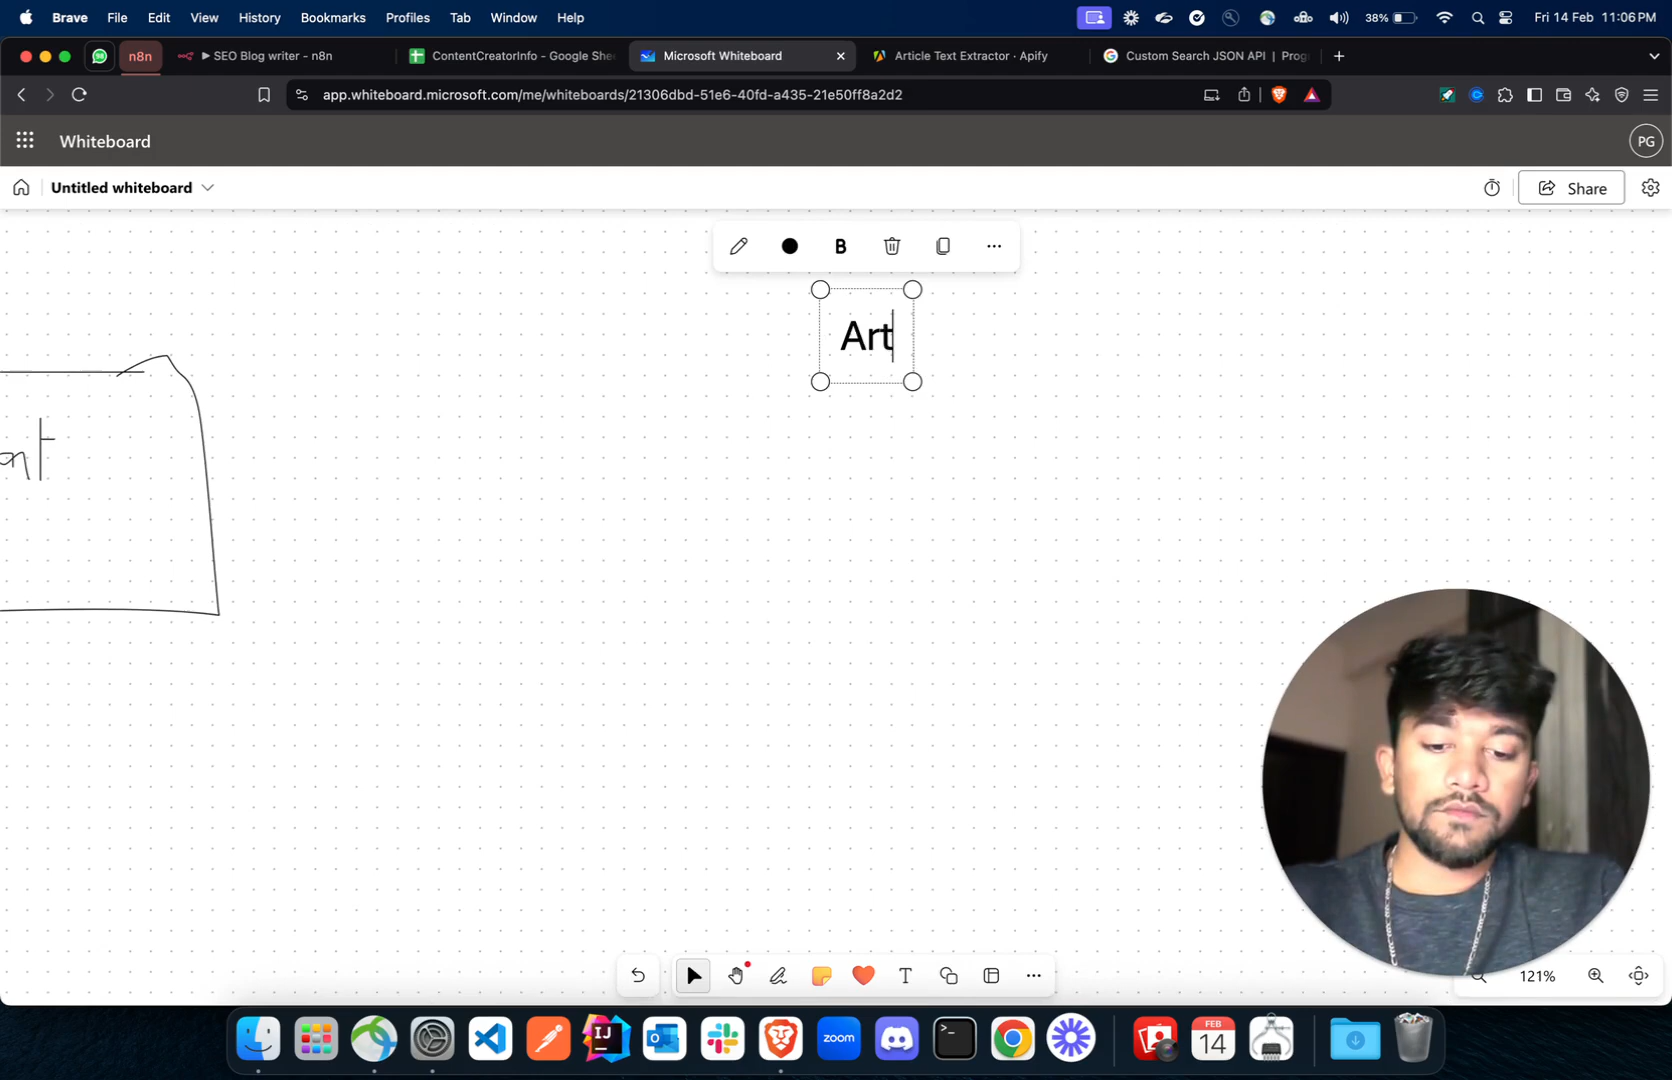 Brave File Edit View History Bookmarks Profiles Tab Window Help 38% Fri 14 Feb 11:06 PM
n8n SEO Blog writer - n8n ContentCreatorInfo - Google Shee Microsoft Whiteboard Article Text Extractor · Apify Custom Search JSON API | Prog
app.whiteboard.microsoft.com/me/whiteboards/21306dbd-51e6-40fd-a435-21e50ff8a2d2
Whiteboard PG
Untitled whiteboard Share
B
Art
T 121%
zoom FEB
14